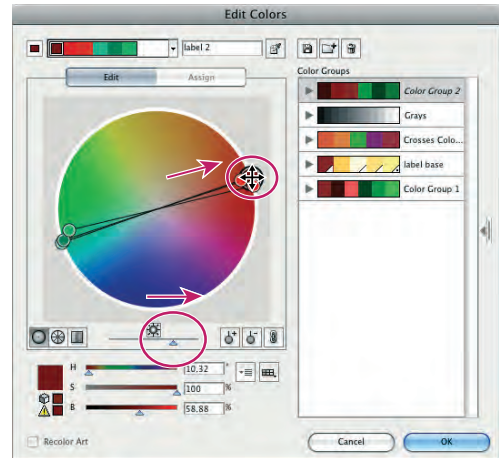 Edit Colors
label 2
Edit Assign
Color Groups
Color Group 2
Grays
Crosses Colo...
label base
Color Group 1
H 10.32 °
S 100 %
B 58.88 %
Recolor Art
Cancel OK